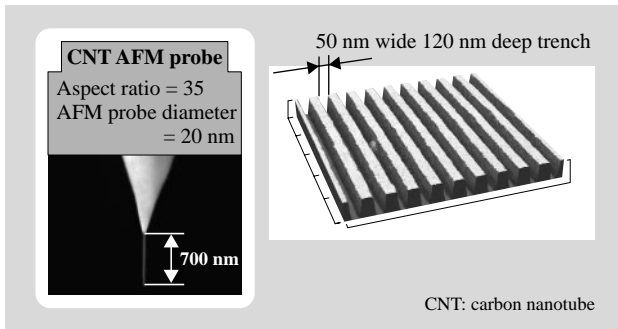 CNT AFM probe
Aspect ratio = 35
AFM probe diameter
= 20 nm
700 nm
50 nm wide 120 nm deep trench
CNT: carbon nanotube